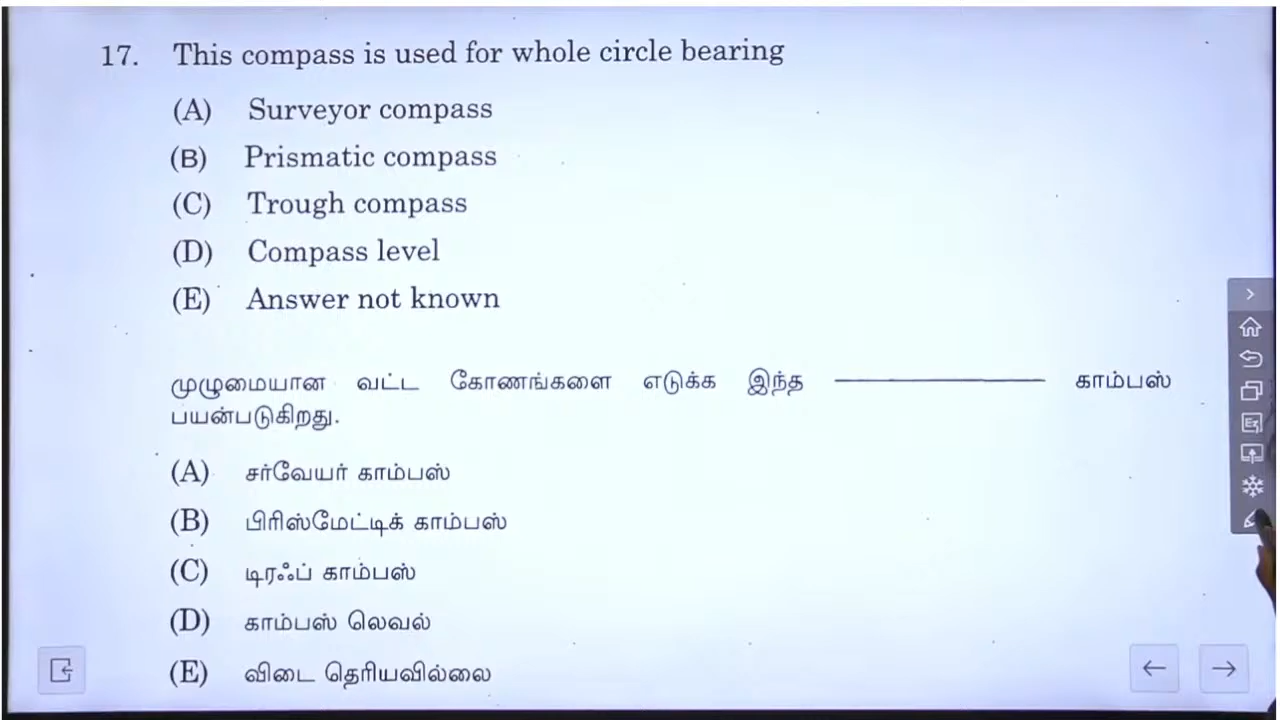 17. This compass is used for whole circle bearing
(A) Surveyor compass
(B) Prismatic compass
(C) Trough compass
(D) Compass level
(E) Answer not known
முழுமையான வட்ட கோணங்களை எடுக்க இந்த ——— காம்பஸ்
பயன்படுகிறது.
(A) சர்வேயர் காம்பஸ்
(B) பிரிஸ்மேட்டிக் காம்பஸ்
(C) டிரஃப் காம்பஸ்
(D) காம்பஸ் லெவல்
(E) விடை தெரியவில்லை